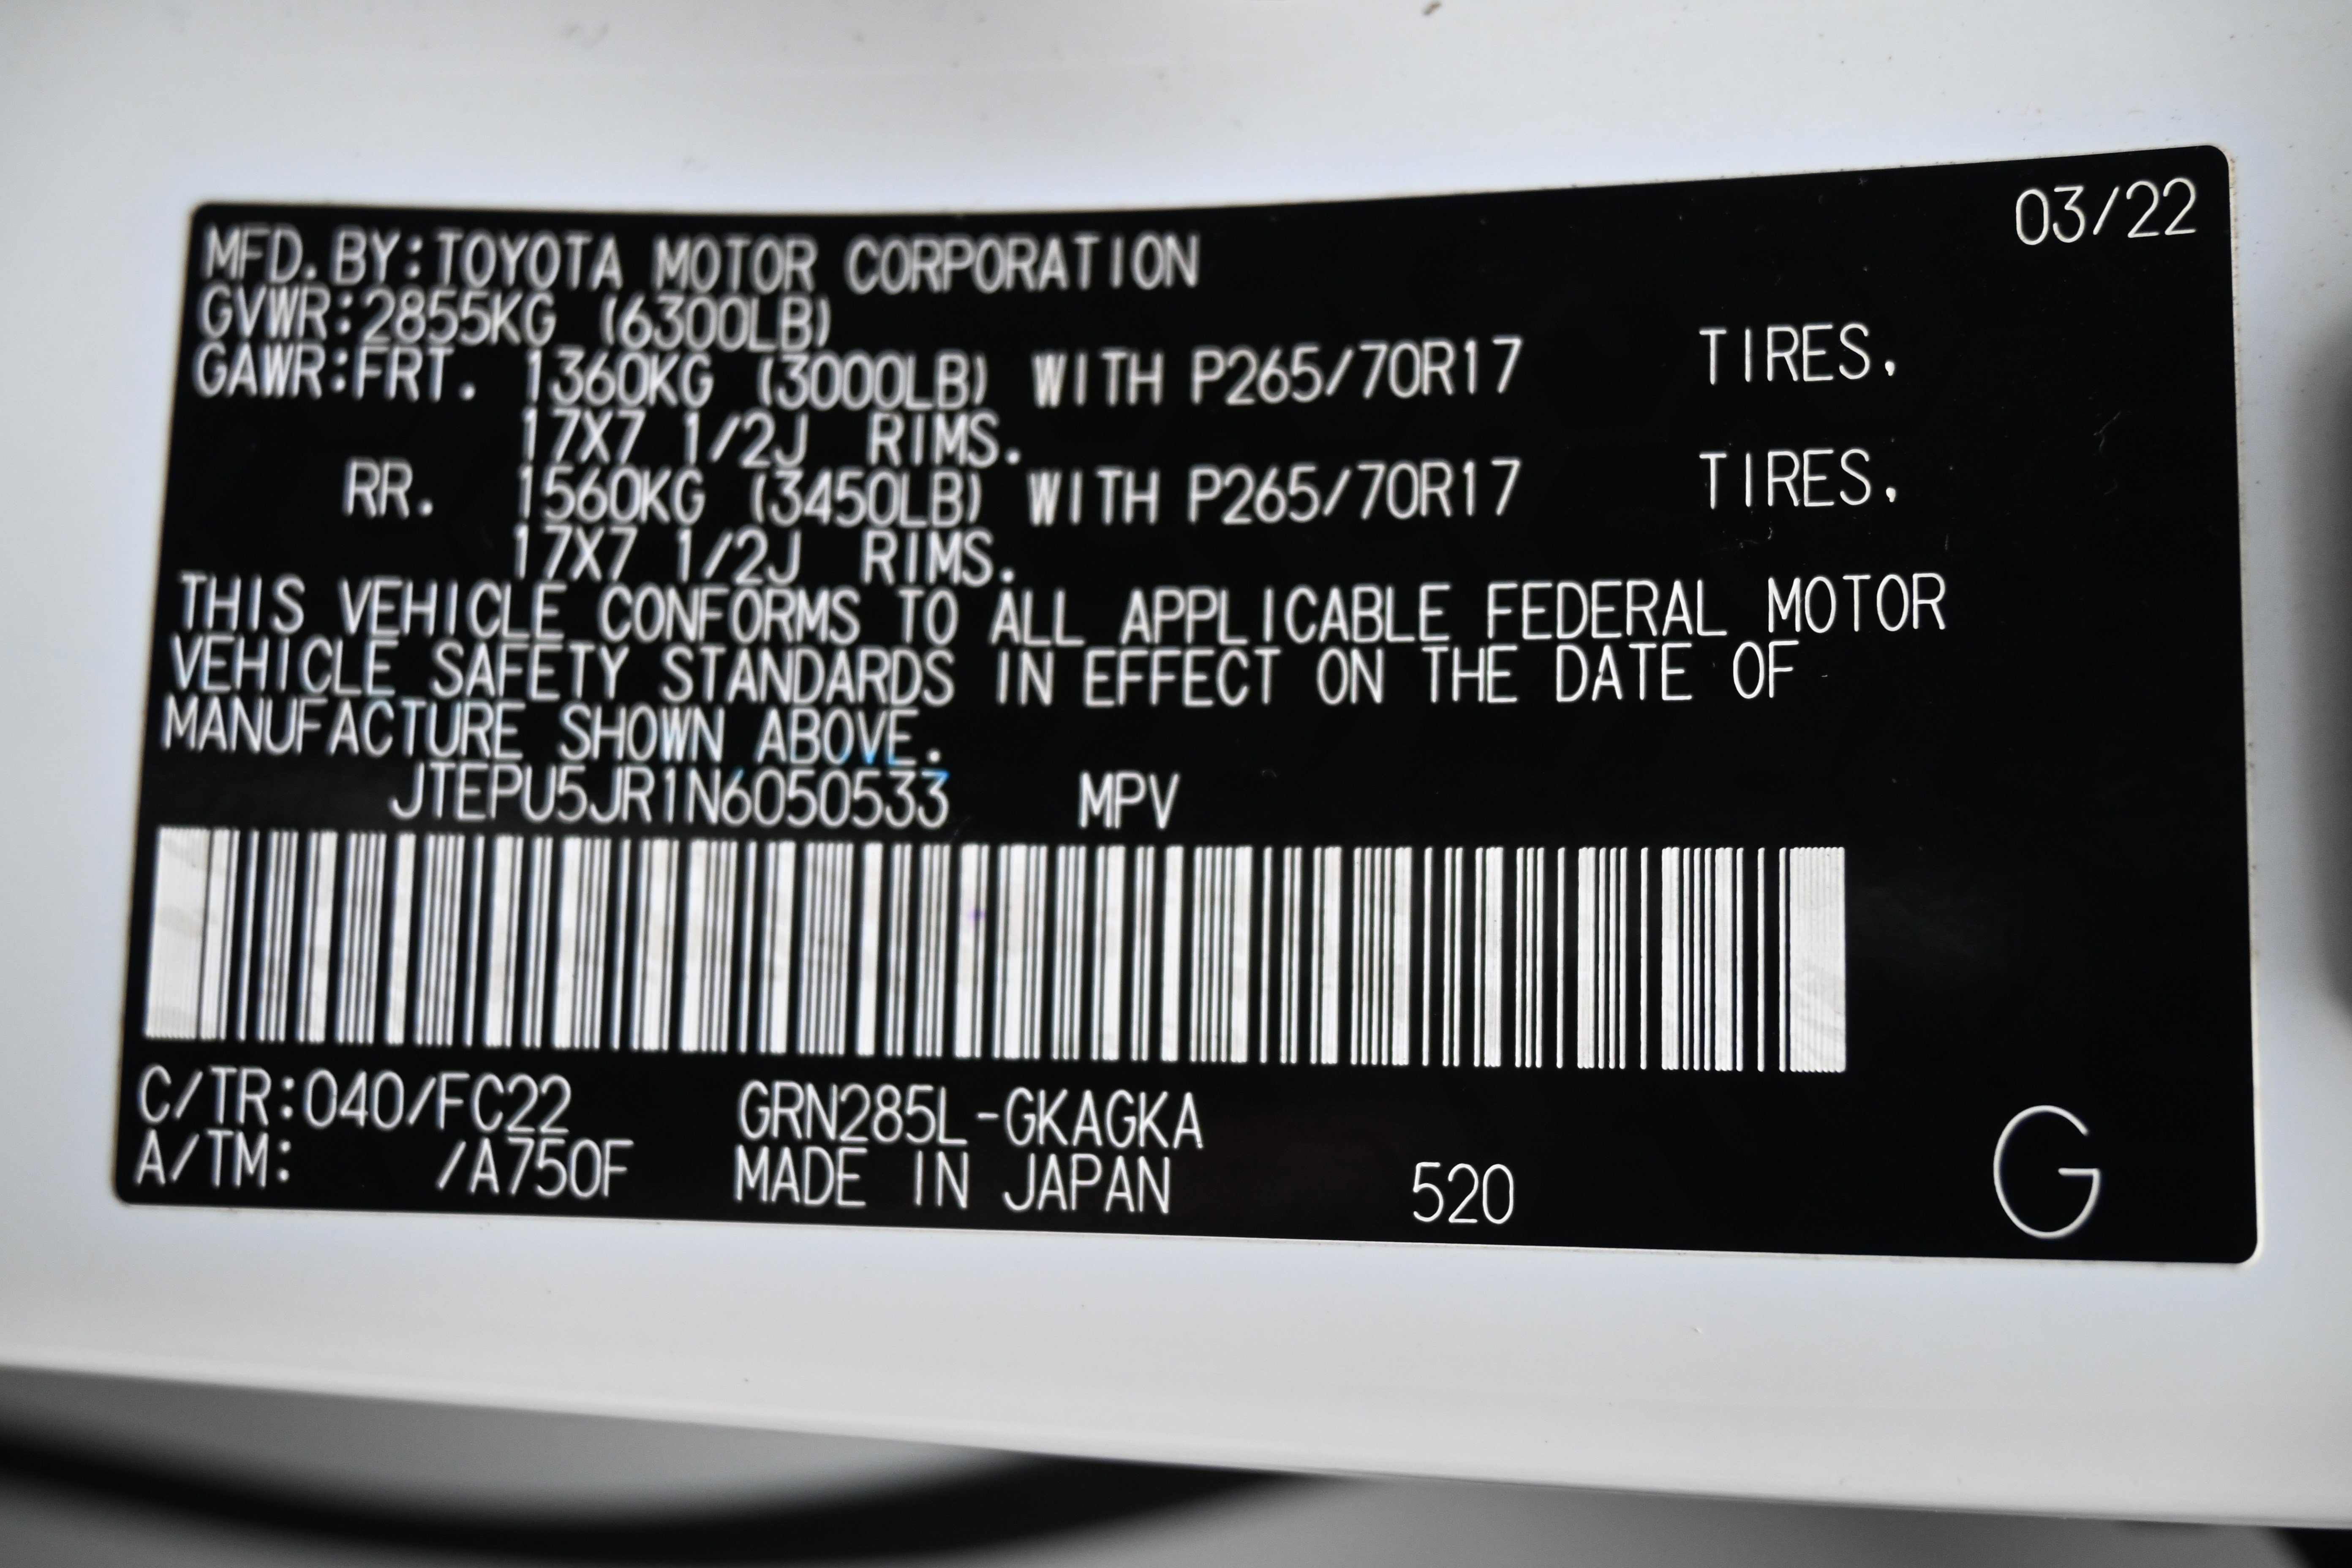 03/22
MFD.BY:TOYOTA MOTOR CORPORATION
GVWR:2855KG (6300LB)
GAWR:FRT. 1360KG (3000LB) WITH P265/70R17 TIRES,
17X7 1/2J RIMS.
RR. 1560KG (3450LB) WITH P265/70R17 TIRES,
17X7 1/2J RIMS.
THIS VEHICLE CONFORMS TO ALL APPLICABLE FEDERAL MOTOR
VEHICLE SAFETY STANDARDS IN EFFECT ON THE DATE OF
MANUFACTURE SHOWN ABOVE.
JTEPU5JR1N6050533 MPV
C/TR:040/FC22 GRN285L-GKAGKA
A/TM: /A750F MADE IN JAPAN 520 G